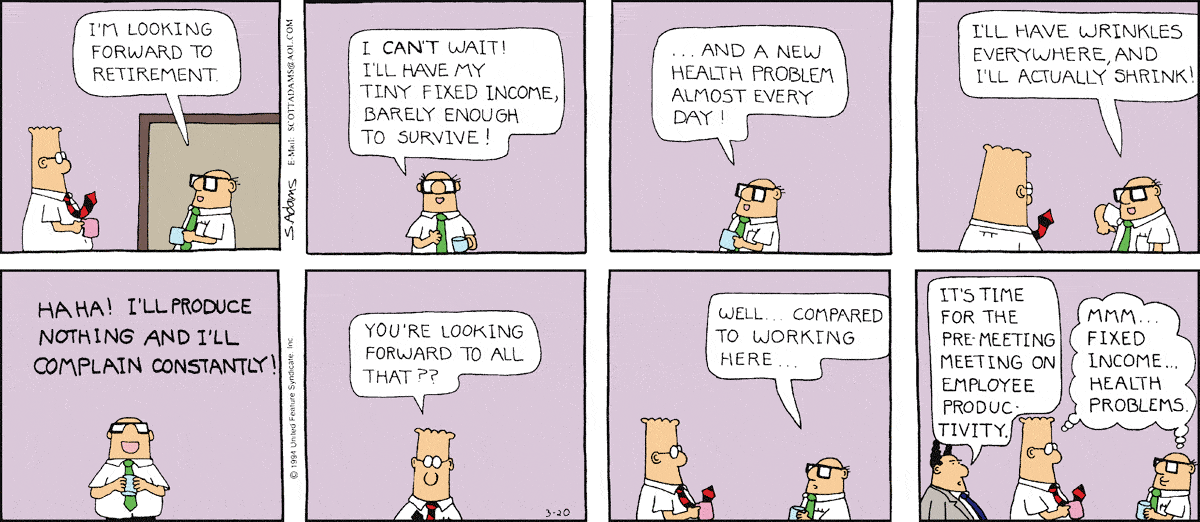 I'M LOOKING
FORWARD TO
RETIREMENT.
S. ADAMS E-Mail: SCOTTADAMS@AOL.COM
I CAN'T WAIT!
I'LL HAVE MY
TINY FIXED INCOME,
BARELY ENOUGH
TO SURVIVE!
...AND A NEW
HEALTH PROBLEM
ALMOST EVERY
DAY!
I'LL HAVE WRINKLES
EVERYWHERE, AND
I'LL ACTUALLY SHRINK!
HA HA! I'LL PRODUCE
NOTHING AND I'LL
COMPLAIN CONSTANTLY!
© 1994 United Feature Syndicate, Inc
YOU'RE LOOKING
FORWARD TO ALL
THAT??
3-20
WELL... COMPARED
TO WORKING
HERE...
IT'S TIME
FOR THE
PRE-MEETING
MEETING ON
EMPLOYEE
PRODUC-
TIVITY.
MMM...
FIXED
INCOME...
HEALTH
PROBLEMS.